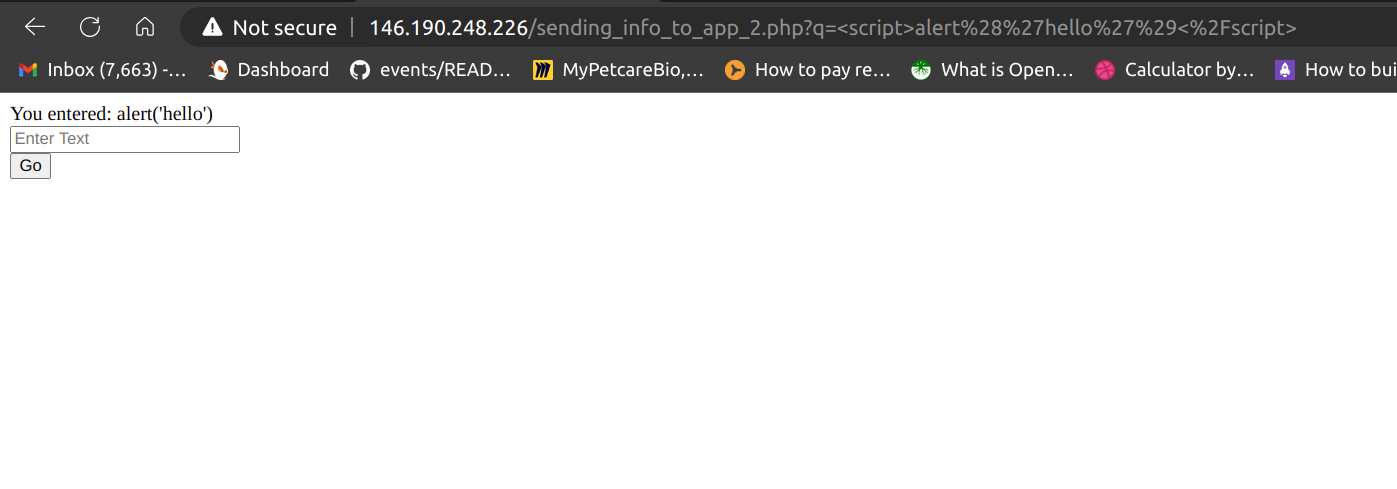 Not secure | 146.190.248.226/sending_info_to_app_2.php?q=<script>alert%28%27hello%27%29<%2Fscript>
Inbox (7,663) -... Dashboard events/READ... MyPetcareBio,... How to pay re... What is Open... Calculator by... How to bui
You entered: alert('hello')
Enter Text
Go